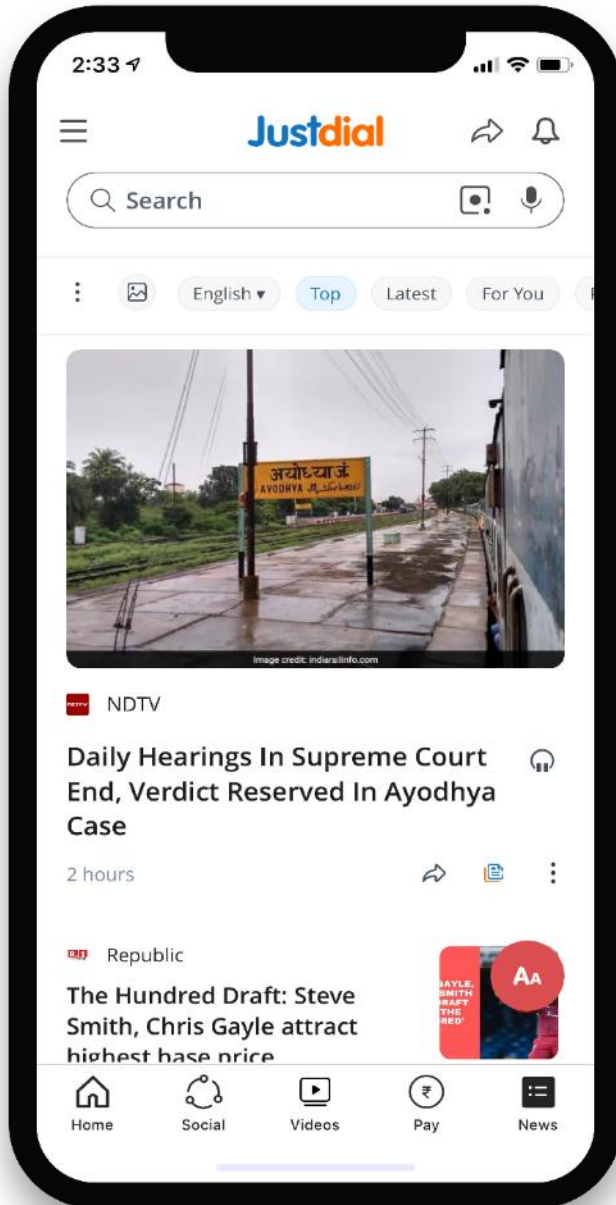 2:33
Justdial
Search
English ▾ Top Latest For You
अयोध्या जं
AYODHYA
Image credit: indiarailinfo.com
NDTV
NDTV
Daily Hearings In Supreme Court
End, Verdict Reserved In Ayodhya
Case
2 hours
Republic
The Hundred Draft: Steve
Smith, Chris Gayle attract
highest base price
GAYLE,
SMITH
DRAFT
THE
RED'
AA
Home Social Videos Pay News